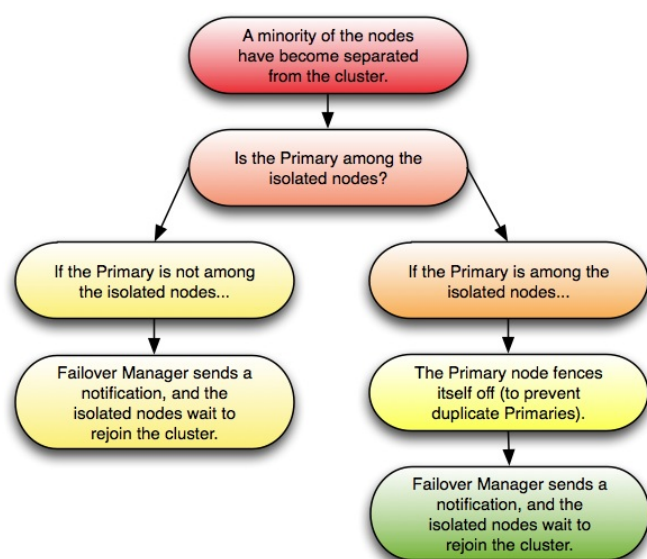 A minority of the nodes
have become separated
from the cluster.
Is the Primary among the
isolated nodes?
If the Primary is not among
the isolated nodes...
If the Primary is among the
isolated nodes...
Failover Manager sends a
notification, and the
isolated nodes wait to
rejoin the cluster.
The Primary node fences
itself off (to prevent
duplicate Primaries).
Failover Manager sends a
notification, and the
isolated nodes wait to
rejoin the cluster.